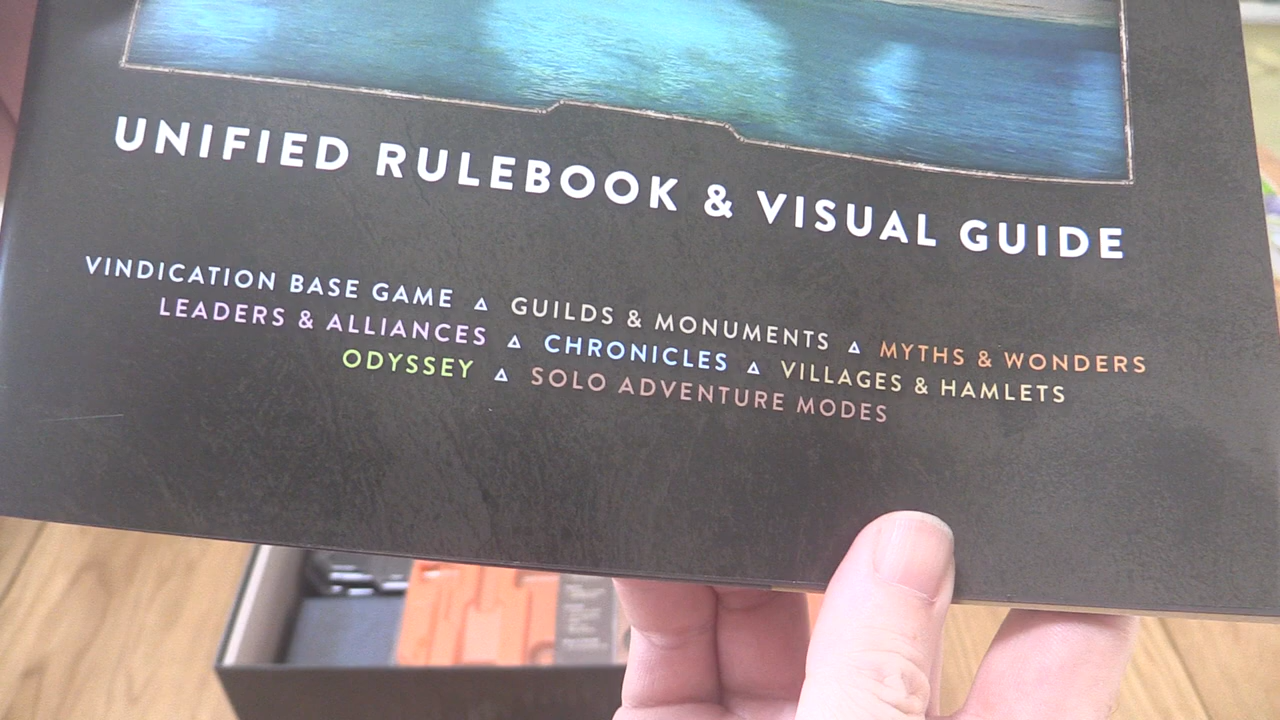 UNIFIED RULEBOOK & VISUAL GUIDE
VINDICATION BASE GAME ▵ GUILDS & MONUMENTS ▵ MYTHS & WONDERS
LEADERS & ALLIANCES ▵ CHRONICLES ▵ VILLAGES & HAMLETS
ODYSSEY ▵ SOLO ADVENTURE MODES